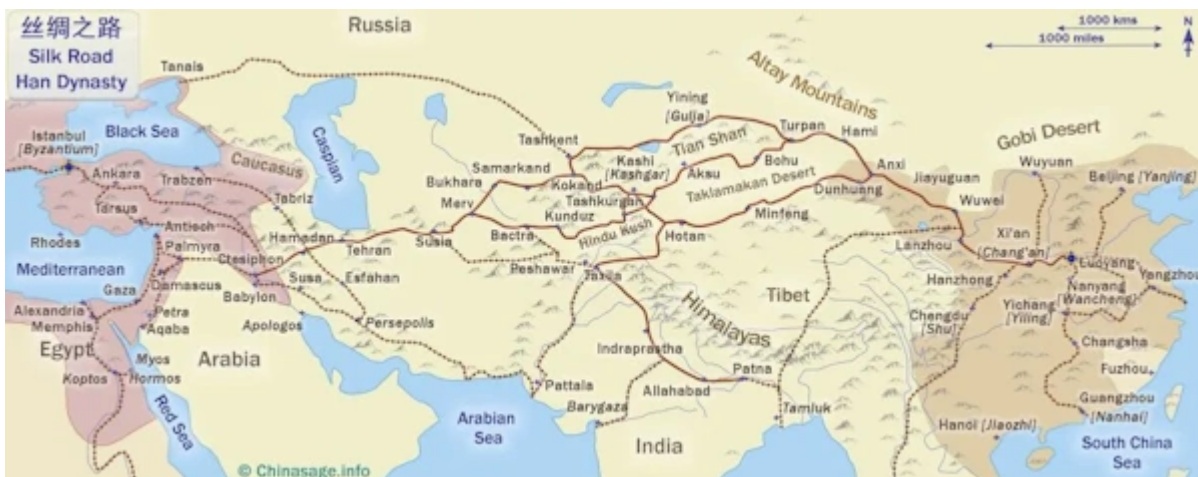 丝绸之路
Silk Road
Han Dynasty
Russia
1000 kms
1000 miles
N
Tanais
Altay Mountains
Black Sea
Caspian
Caucasus
Istanbul
[Byzantium]
Ankara
Trabzen
Tarsus
Antioch
Tabriz
Rhodes
Palmyra
Mediterranean
Ctesiphon
Hamadan
Tehran
Damascus
Susa
Esfahan
Gaza
Babylon
Alexandria
Memphis
Petra
Aqaba
Apologos
Persepolis
Egypt
Arabia
Myos
Hormos
Koptos
Red Sea
Yining
[Gulja]
Tashkent
Tian Shan
Turpan
Hami
Gobi Desert
Samarkand
Kashi
[Kashgar]
Aksu
Bohu
Anxi
Wuyuan
Bukhara
Kokand
Taklamakan Desert
Jiayuguan
Beijing [Yanjing]
Merv
Tashkurgan
Dunhuang
Wuwei
Kunduz
Minfeng
Susia
Bactra
Hindu Kush
Hotan
Lanzhou
Xi'an
[Chang'an]
Luoyang
Peshawar
Taxila
Hanzhong
Nanyang
[Wancheng]
Yangzhou
Tibet
Himalayas
Yichang
[Yiling]
Chengdu
[Shu]
Changsha
Indraprastha
Fuzhou
Patna
Pattala
Allahabad
Guangzhou
[Nanhai]
Barygaza
Tamluk
Hanoi [Jiaozhi]
Arabian
Sea
India
South China
Sea
© Chinasage.info